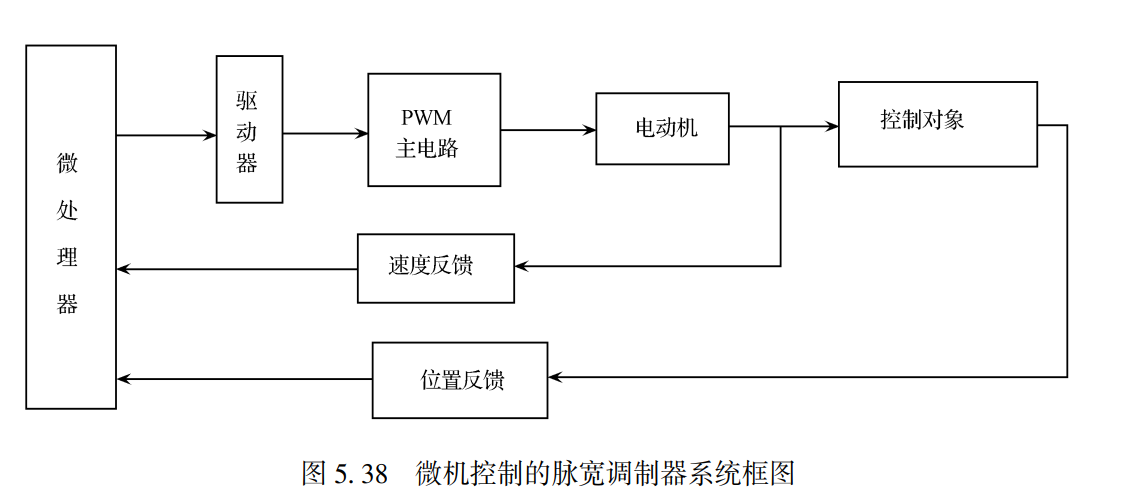 微处理器
驱动器
PWM
主电路
电动机
控制对象
速度反馈
位置反馈
图 5.38 微机控制的脉宽调制器系统框图